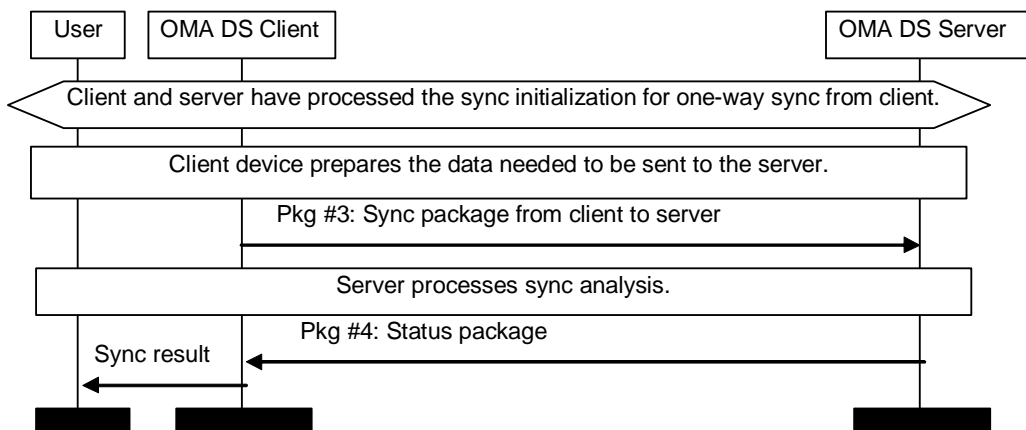 User
OMA DS Client
OMA DS Server
Client and server have processed the sync initialization for one-way sync from client.
Client device prepares the data needed to be sent to the server.
Pkg #3: Sync package from client to server
Server processes sync analysis.
Pkg #4: Status package
Sync result